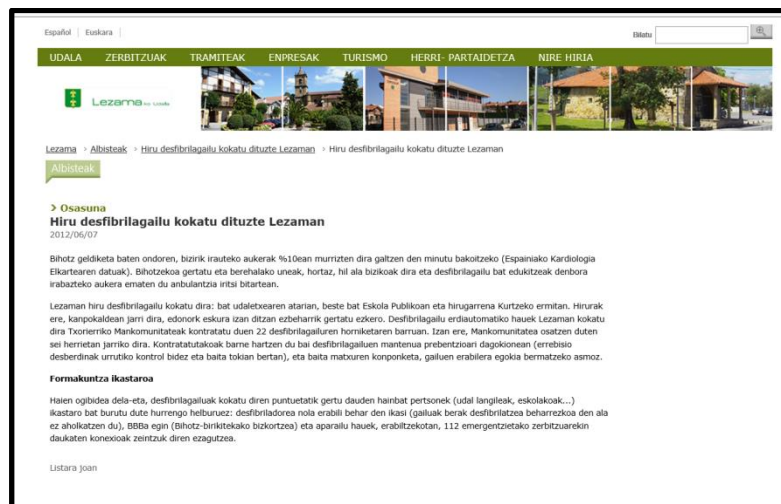 Español | Euskara |
Bilatu
UDALA ZERBITZUAK TRAMITEAK ENPRESAK TURISMO HERRI- PARTAIDETZA NIRE HIRIA
Lezama
Lezama > Albisteak > Hiru desfibrilagailu kokatu dituzte Lezaman > Hiru desfibrilagailu kokatu dituzte Lezaman
Albisteak
> Osasuna
Hiru desfibrilagailu kokatu dituzte Lezaman
2012/06/07
Bihotz geldiketa baten ondoren, bizirik irauteko aukerak %10ean murrizten dira galtzen den minutu bakoitzeko (Espainiako Kardiologia
Elkartearen datuak). Bihotzekoa gertatu eta berehalako uneak, hortaz, hil ala bizikoak dira eta desfibrilagailu bat edukitzeak denbora
irabazteko aukera ematen du anbulantzia iritsi bitartean.
Lezaman hiru desfibrilagailu kokatu dira: bat udaletxearen atarian, beste bat Eskola Publikoan eta hirugarrena Kurtzeko ermitan. Hirurak
ere, kanpokaldean jarri dira, edonork eskura izan ditzan ezbeharrik gertatu ezkero. Desfibrilagailu erdiautomatiko hauek Lezaman kokatu
dira Txorierriko Mankomunitateak kontratatu duen 22 desfibrilagailuren horniketaren barruan. Izan ere, Mankomunitatea osatzen duten
sei herrietan jarriko dira. Kontratatutakoak barne hartzen du bai desfibrilagailuen mantenua prebentzioari dagokionean (errebisio
desberdinak urrutiko kontrol bidez eta baita tokian bertan), eta baita matxuren konponketa, gailuen erabilera egokia bermatzeko asmoz.
Formakuntza ikastaroa
Haien ogibidea dela-eta, desfibrilagailuak kokatu diren puntuetatik gertu dauden hainbat pertsonek (udal langileak, eskolakoak...)
ikastaro bat burutu dute hurrengo helburuez: desfibriladorea nola erabili behar den ikasi (gailuak berak desfibrilatzea beharrezkoa den ala
ez aholkatzen du), BBBa egin (Bihotz-birikitekako bizkortzea) eta aparailu hauek, erabiltzekotan, 112 emergentzietako zerbitzuarekin
daukaten konexioak zeintzuk diren ezagutzea.
Listara joan